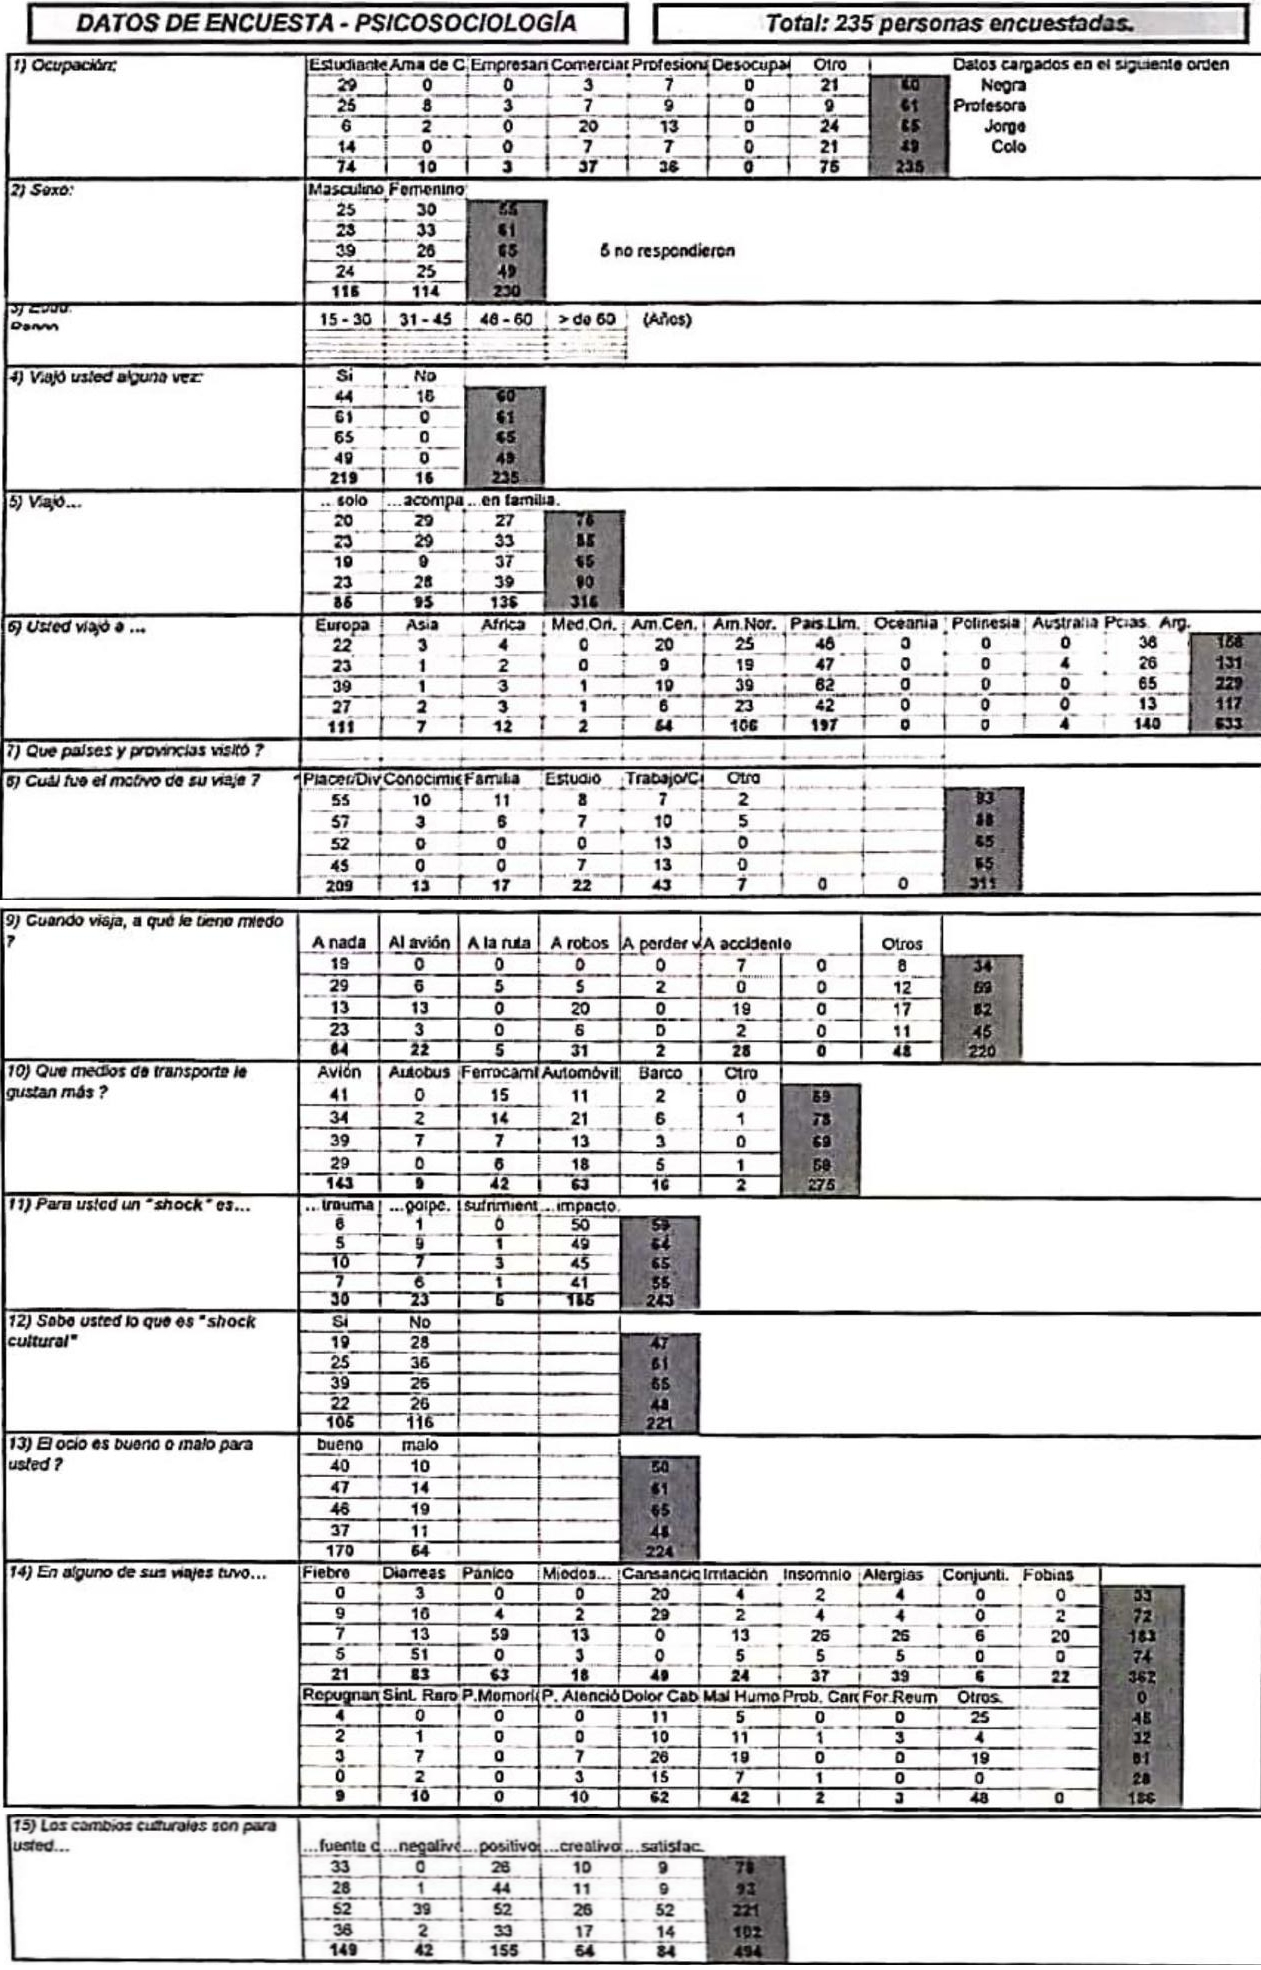 DATOS DE ENCUESTA - PSICOSOCIOLOGÍA
Total: 235 personas encuestadas.
1) Ocupación: Estudiante Ama de C Empresari Comerciar Profesiona Desocupa Otro Datos cargados en el siguiente orden
29 0 0 3 7 0 21 60 Negra
25 8 3 7 9 0 9 61 Profesora
6 2 0 20 13 0 24 65 Jorge
14 0 0 7 7 0 21 49 Colo
74 10 3 37 36 0 75 235
2) Sexo: Masculino Femenino
25 30 55
28 33 61
39 26 65 5 no respondieron
24 25 49
116 114 230
15 - 30 31 - 45 46 - 60 > de 60 (Años)
4) Viajó usted alguna vez: Si No
44 16 60
61 0 61
65 0 65
49 0 49
219 16 235
5) Viajó... ... solo ...acompa ...en familia.
20 29 27 76
23 29 33 85
19 9 37 65
23 28 39 90
85 95 136 316
6) Usted viajó a ... Europa Asia Africa Med.Ori. Am.Cen. Am.Nor. Pais.Lim. Oceania Polinesia Australia Pcias. Arg.
22 3 4 0 20 25 46 0 0 0 36 156
23 1 2 0 9 19 47 0 0 4 26 131
39 1 3 1 19 39 62 0 0 0 65 229
27 2 3 1 6 23 42 0 0 0 13 117
111 7 12 2 54 106 197 0 0 4 140 633
7) Que países y provincias visitó ?
8) Cuál fue el motivo de su viaje ? Placer/Div Conocimie Familia Estudio Trabajo/C Otro
55 10 11 8 7 2 93
57 3 6 7 10 5 88
52 0 0 0 13 0 65
45 0 0 7 13 0 65
209 13 17 22 43 7 0 0 311
9) Cuando viaja, a qué le tiene miedo
? A nada Al avión A la ruta A robos A perder v A accidente Otros
19 0 0 0 0 7 0 8 34
29 6 5 5 2 0 0 12 59
13 13 0 20 0 19 0 17 82
23 3 0 6 0 2 0 11 45
84 22 5 31 2 28 0 48 220
10) Que medios de transporte le Avión Autobus Ferrocarri Automóvil Barco Otro
gustan más ? 41 0 15 11 2 0 69
34 2 14 21 6 1 78
39 7 7 13 3 0 69
29 0 6 18 5 1 59
143 9 42 63 16 2 275
11) Para usted un "shock" es... ...trauma ...golpe. sufrimient ...impacto.
8 1 0 50 59
5 9 1 49 64
10 7 3 45 65
7 6 1 41 55
30 23 5 185 243
12) Sabe usted lo que es "shock Si No
cultural" 19 28 47
25 36 61
39 26 65
22 26 48
105 116 221
13) El ocio es bueno o malo para bueno malo
usted ? 40 10 50
47 14 61
46 19 65
37 11 48
170 54 224
14) En alguno de sus viajes tuvo... Fiebre Diarreas Pánico Miedos... Cansancio Irritación Insomnio Alergias Conjunti. Fobias
0 3 0 0 20 4 2 4 0 0 33
9 16 4 2 29 2 4 4 0 2 72
7 13 59 13 0 13 26 26 6 20 183
5 51 0 3 0 5 5 5 0 0 74
21 83 63 18 49 24 37 39 6 22 362
Repugnan Sínt. Raro P.Memori P. Atenció Dolor Cab Mal Humo Prob. Car For.Reum Otros. 0
4 0 0 0 11 5 0 0 25 45
2 1 0 0 10 11 1 3 4 32
3 7 0 7 26 19 0 0 19 81
0 2 0 3 15 7 1 0 0 28
9 10 0 10 62 42 2 3 48 0 186
15) Los cambios culturales son para
usted... ...fuente d ...negativo ...positivo ...creativo ...satisfac.
33 0 26 10 9 78
28 1 44 11 9 93
52 39 52 26 52 221
36 2 33 17 14 102
149 42 155 64 84 494